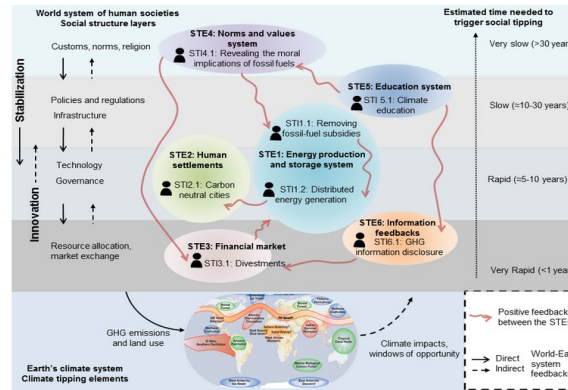 World system of human societies
Social structure layers
Estimated time needed to
trigger social tipping
Customs, norms, religion
STE4: Norms and values
system
STI4.1: Revealing the moral
implications of fossil fuels
Very slow (>30 year
STE5: Education system
STI 5.1: Climate
education
Stabilization
Policies and regulations
Infrastructure
STI1.1: Removing
fossil-fuel subsidies
Slow (≈10-30 years)
STE2: Human
settlements
STI2.1: Carbon
neutral cities
STE1: Energy production
and storage system
STI1.2: Distributed
energy generation
Technology
Governance
Rapid (≈5-10 years)
Innovation
STE6: Information
feedbacks
STI6.1: GHG
information disclosure
Resource allocation,
market exchange
STE3: Financial market
STI3.1: Divestments
Very Rapid (<1 yea
GHG emissions
and land use
Climate impacts,
windows of opportunity
Earth's climate system
Climate tipping elements
Positive feedback
between the STEs
Direct
Indirect
World-Ea
feedback